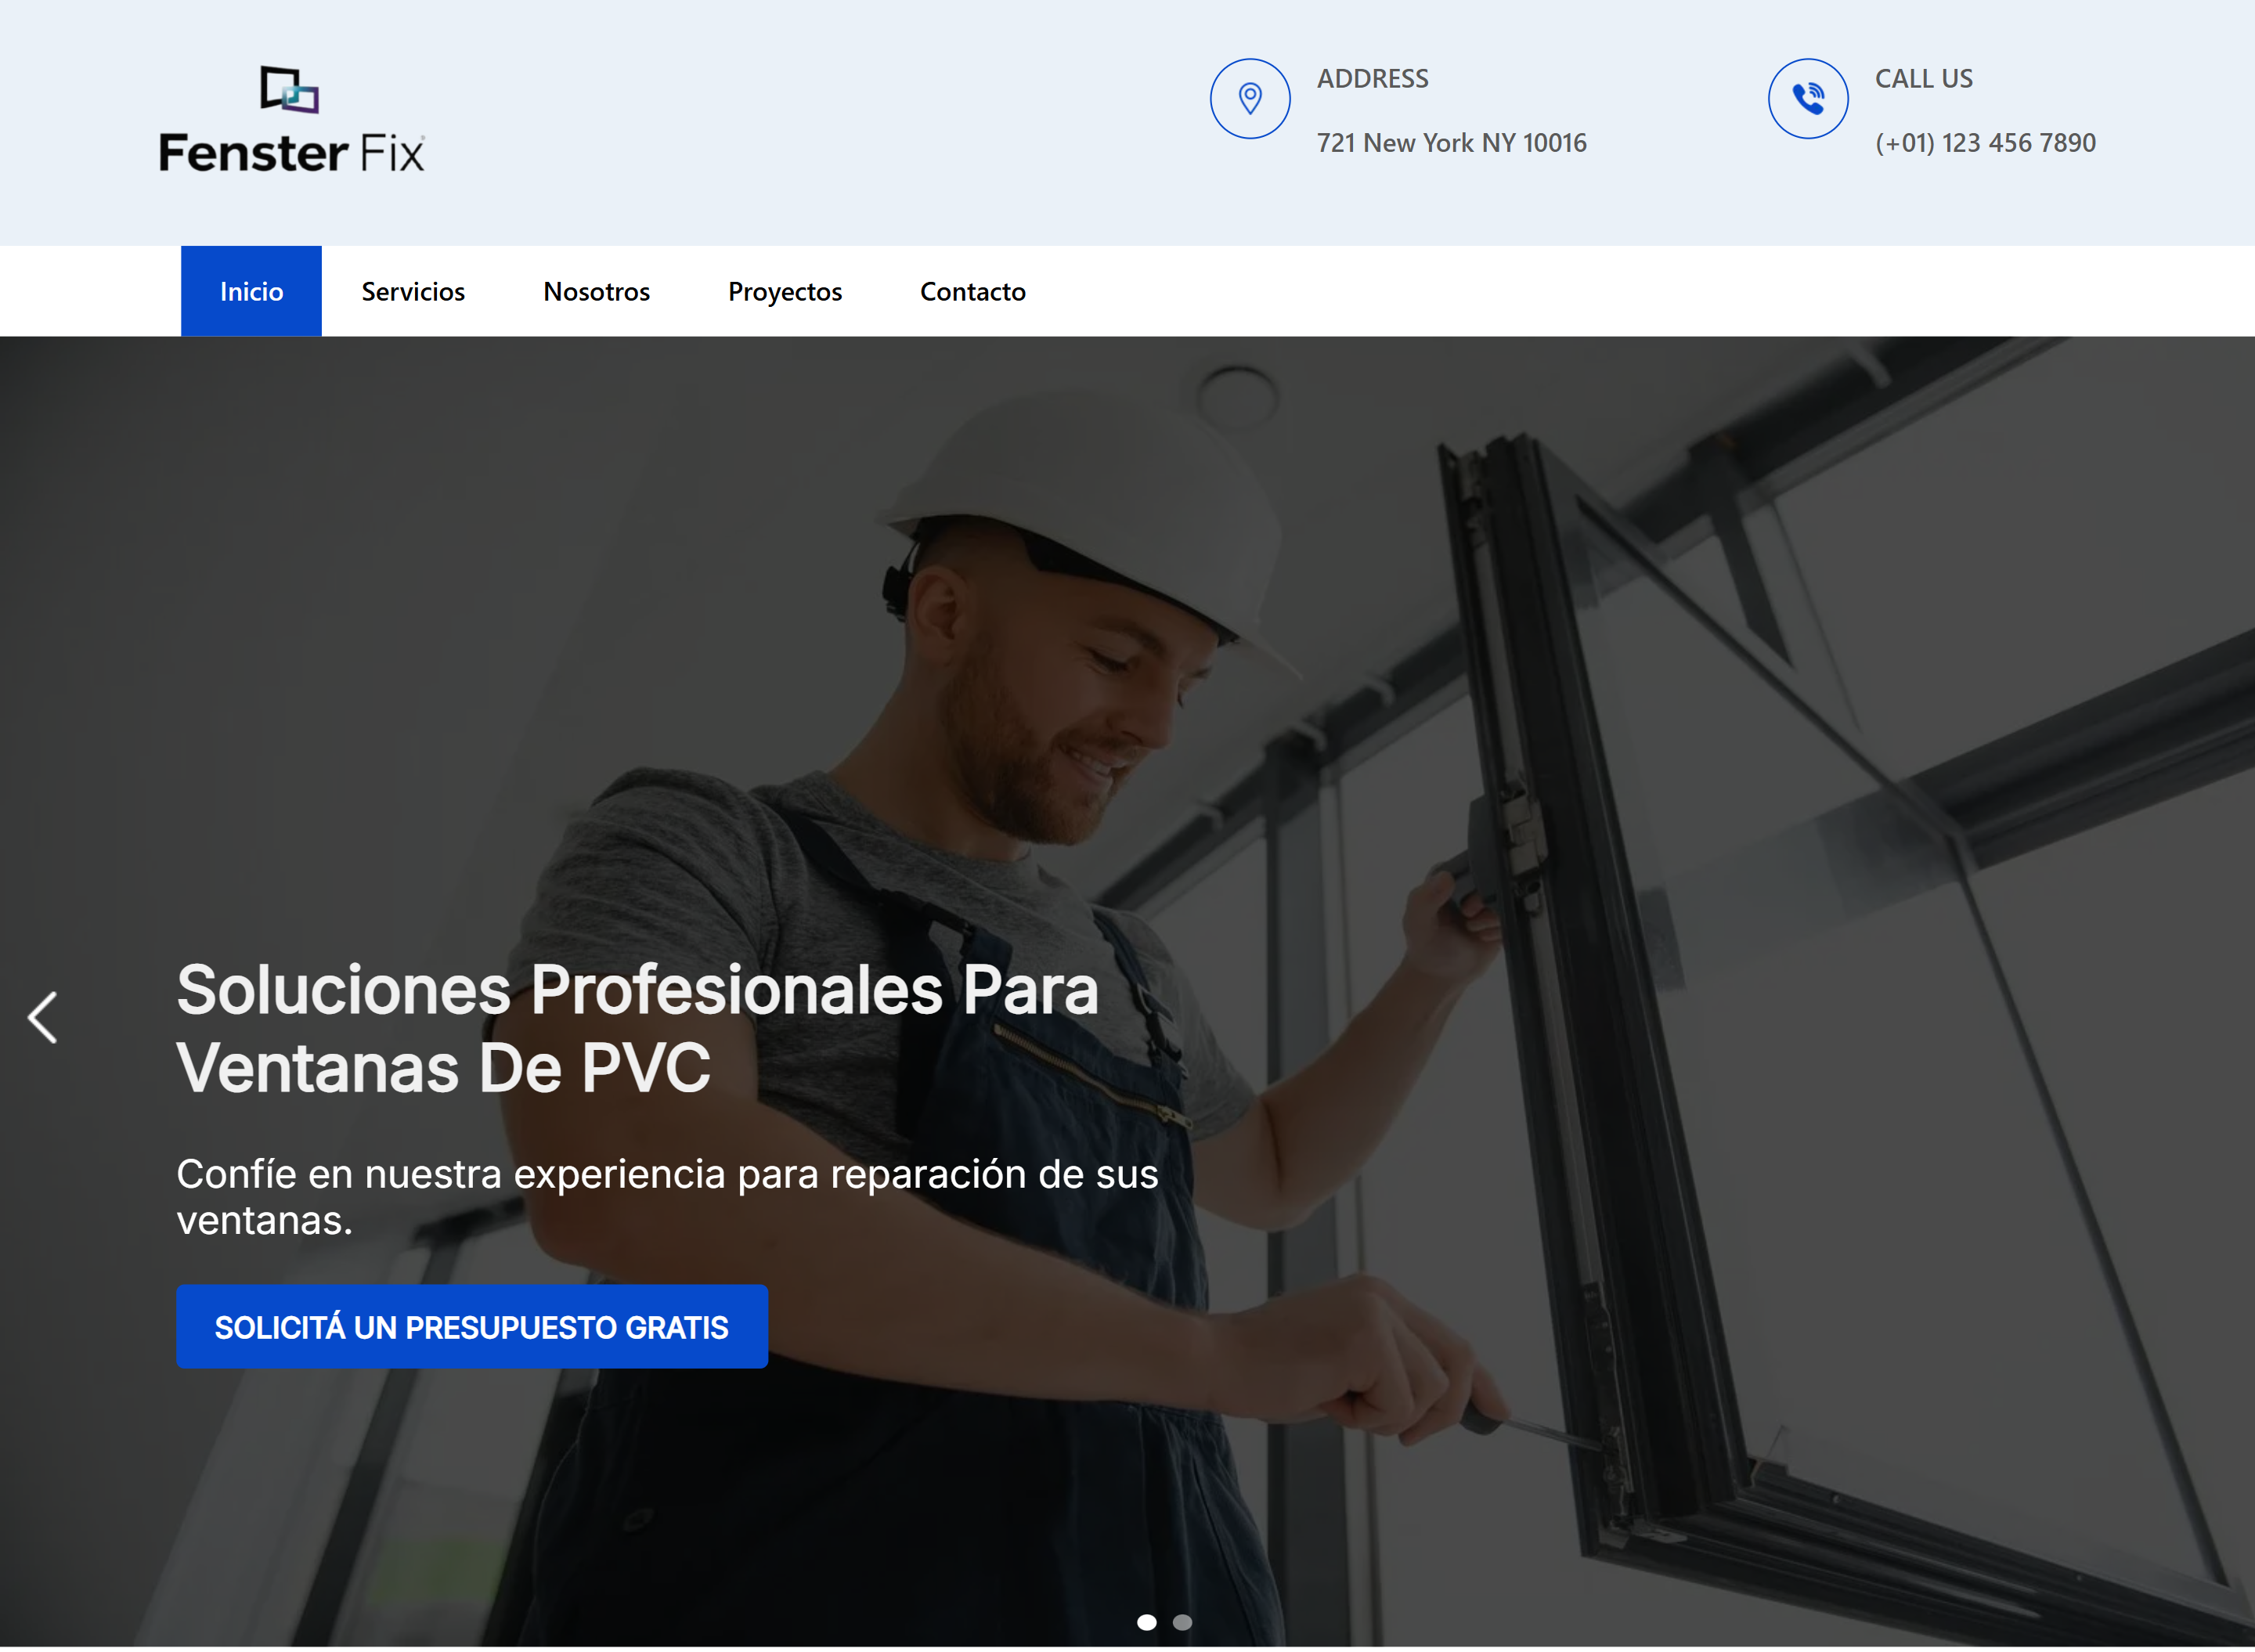 Fenster Fix
ADDRESS
721 New York NY 10016
CALL US
(+01) 123 456 7890
Inicio
Servicios
Nosotros
Proyectos
Contacto
Soluciones Profesionales Para
Ventanas De PVC
Confíe en nuestra experiencia para reparación de sus
ventanas.
SOLICITÁ UN PRESUPUESTO GRATIS